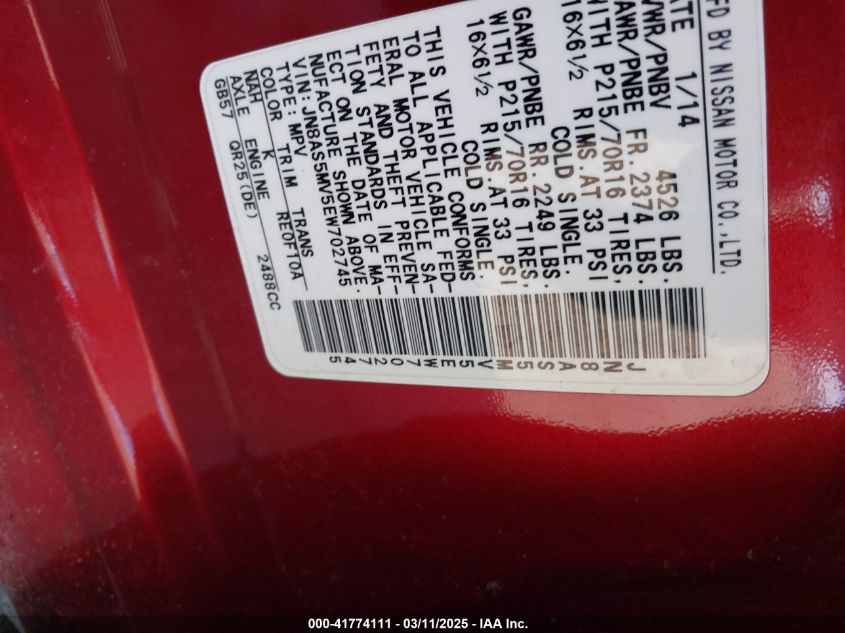 MFD BY NISSAN MOTOR CO.,LTD.
DATE 1/14
GVWR/PNBV 4526 LBS.
GAWR/PNBE FR. 2374 LBS.
WITH P215/70R16 TIRES,
16X6½ RIMS.AT 33 PSI
COLD SINGLE.
GAWR/PNBE RR. 2249 LBS.
WITH P215/70R16 TIRES,
16X6½ RIMS AT 33 PSI
COLD SINGLE.
THIS VEHICLE CONFORMS
TO ALL APPLICABLE FED-
ERAL MOTOR VEHICLE SA-
FETY AND THEFT PREVEN-
TION STANDARDS IN EFF-
ECT ON THE DATE OF MA-
NUFACTURE SHOWN ABOVE.
VIN:JN8AS5MV5EW702745
TYPE:MPV
COLOR TRIM TRANS
NAH K RE0F10A
AXLE ENGINE
GB57 QR25(DE) 2488CC
JN8AS5MV5EW702745
000-41774111 - 03/11/2025 - IAA Inc.